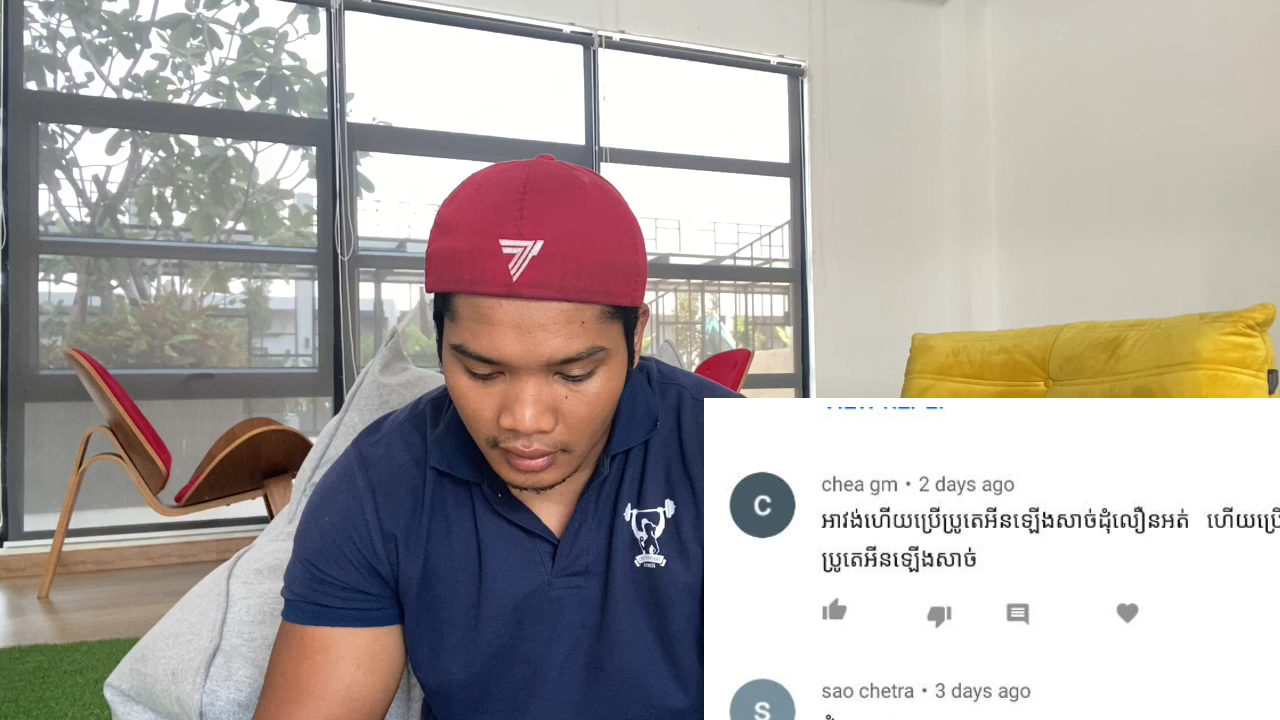 chea gm • 2 days ago
អាវង់ហើយប្រើប្រូតេអីនឡើងសាច់ដុំលឿនអត់ ហើយប្រើ
ប្រូតេអីនឡើងសាច់
sao chetra • 3 days ago